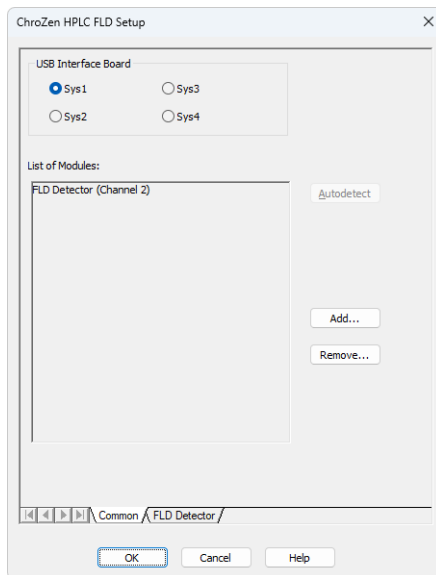 ChroZen HPLC FLD Setup
USB Interface Board
Sys1
Sys3
Sys2
Sys4
List of Modules:
FLD Detector (Channel 2)
Autodetect
Add...
Remove...
Common
FLD Detector
OK
Cancel
Help